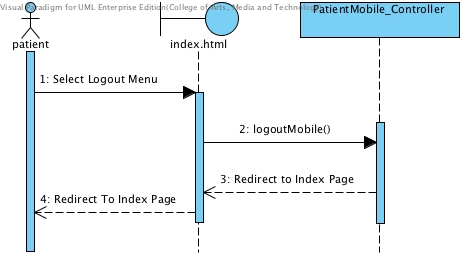 Visual Paradigm for UML Enterprise Edition(College of Arts, Media and Technolog
PatientMobile_Controller
patient
index.html
1: Select Logout Menu
2: logoutMobile()
3: Redirect to Index Page
4: Redirect To Index Page